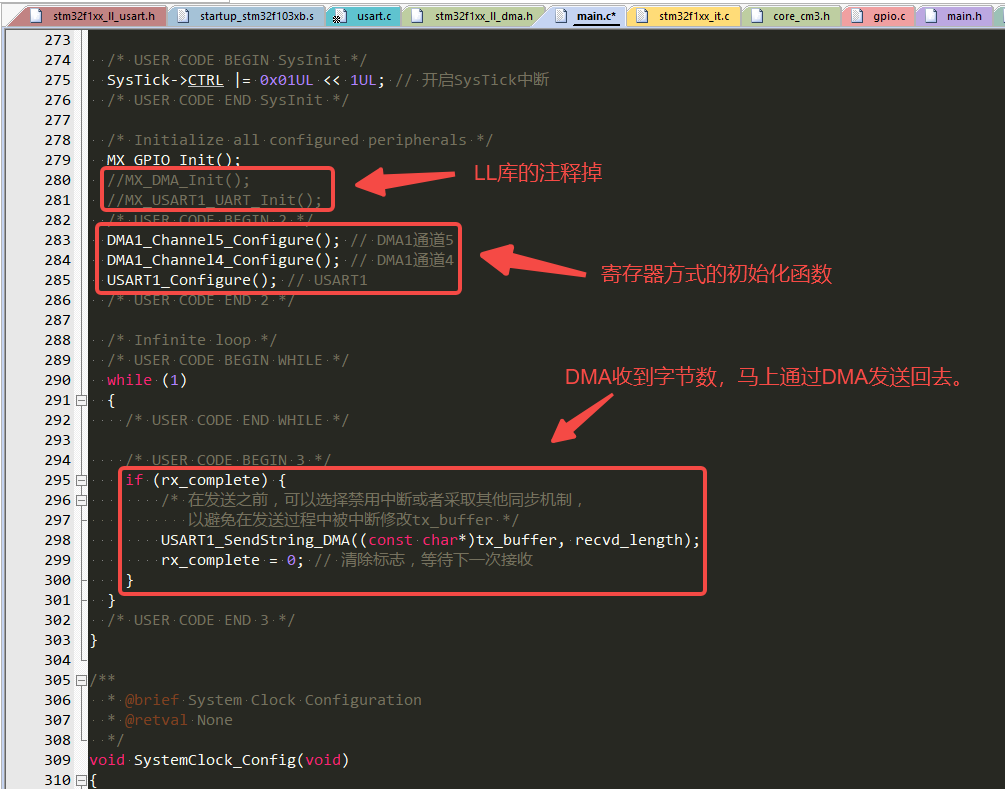 stm32f1xx_ll_usart.h startup_stm32f103xb.s usart.c stm32f1xx_ll_dma.h main.c* stm32f1xx_it.c core_cm3.h gpio.c main.h
273
274 /* USER CODE BEGIN SysInit */
275 SysTick->CTRL |= 0x01UL << 1UL; // 开启SysTick中断
276 /* USER CODE END SysInit */
277
278 /* Initialize all configured peripherals */
279 MX_GPIO_Init();
280 //MX_DMA_Init();
LL库的注释掉
281 //MX_USART1_UART_Init();
282 /* USER CODE BEGIN 2 */
283 DMA1_Channel5_Configure(); // DMA1通道5
284 DMA1_Channel4_Configure(); // DMA1通道4
寄存器方式的初始化函数
285 USART1_Configure(); // USART1
286 /* USER CODE END 2 */
287
288 /* Infinite loop */
289 /* USER CODE BEGIN WHILE */
290 while (1)
DMA收到字节数，马上通过DMA发送回去。
291 {
292 /* USER CODE END WHILE */
293
294 /* USER CODE BEGIN 3 */
295 if (rx_complete) {
296 /* 在发送之前，可以选择禁用中断或者采取其他同步机制，
297 以避免在发送过程中被中断修改tx_buffer */
298 USART1_SendString_DMA((const char*)tx_buffer, recvd_length);
299 rx_complete = 0; // 清除标志，等待下一次接收
300 }
301 }
302 /* USER CODE END 3 */
303 }
304
305 /**
306 * @brief System Clock Configuration
307 * @retval None
308 */
309 void SystemClock_Config(void)
310 {